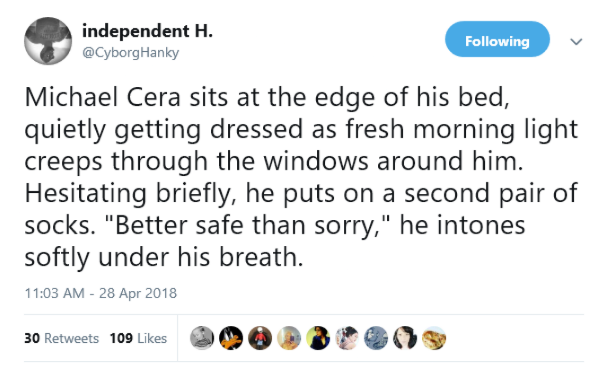 independent H.
@CyborgHanky
Following
Michael Cera sits at the edge of his bed,
quietly getting dressed as fresh morning light
creeps through the windows around him.
Hesitating briefly, he puts on a second pair of
socks. "Better safe than sorry," he intones
softly under his breath.
11:03 AM - 28 Apr 2018
30 Retweets 109 Likes